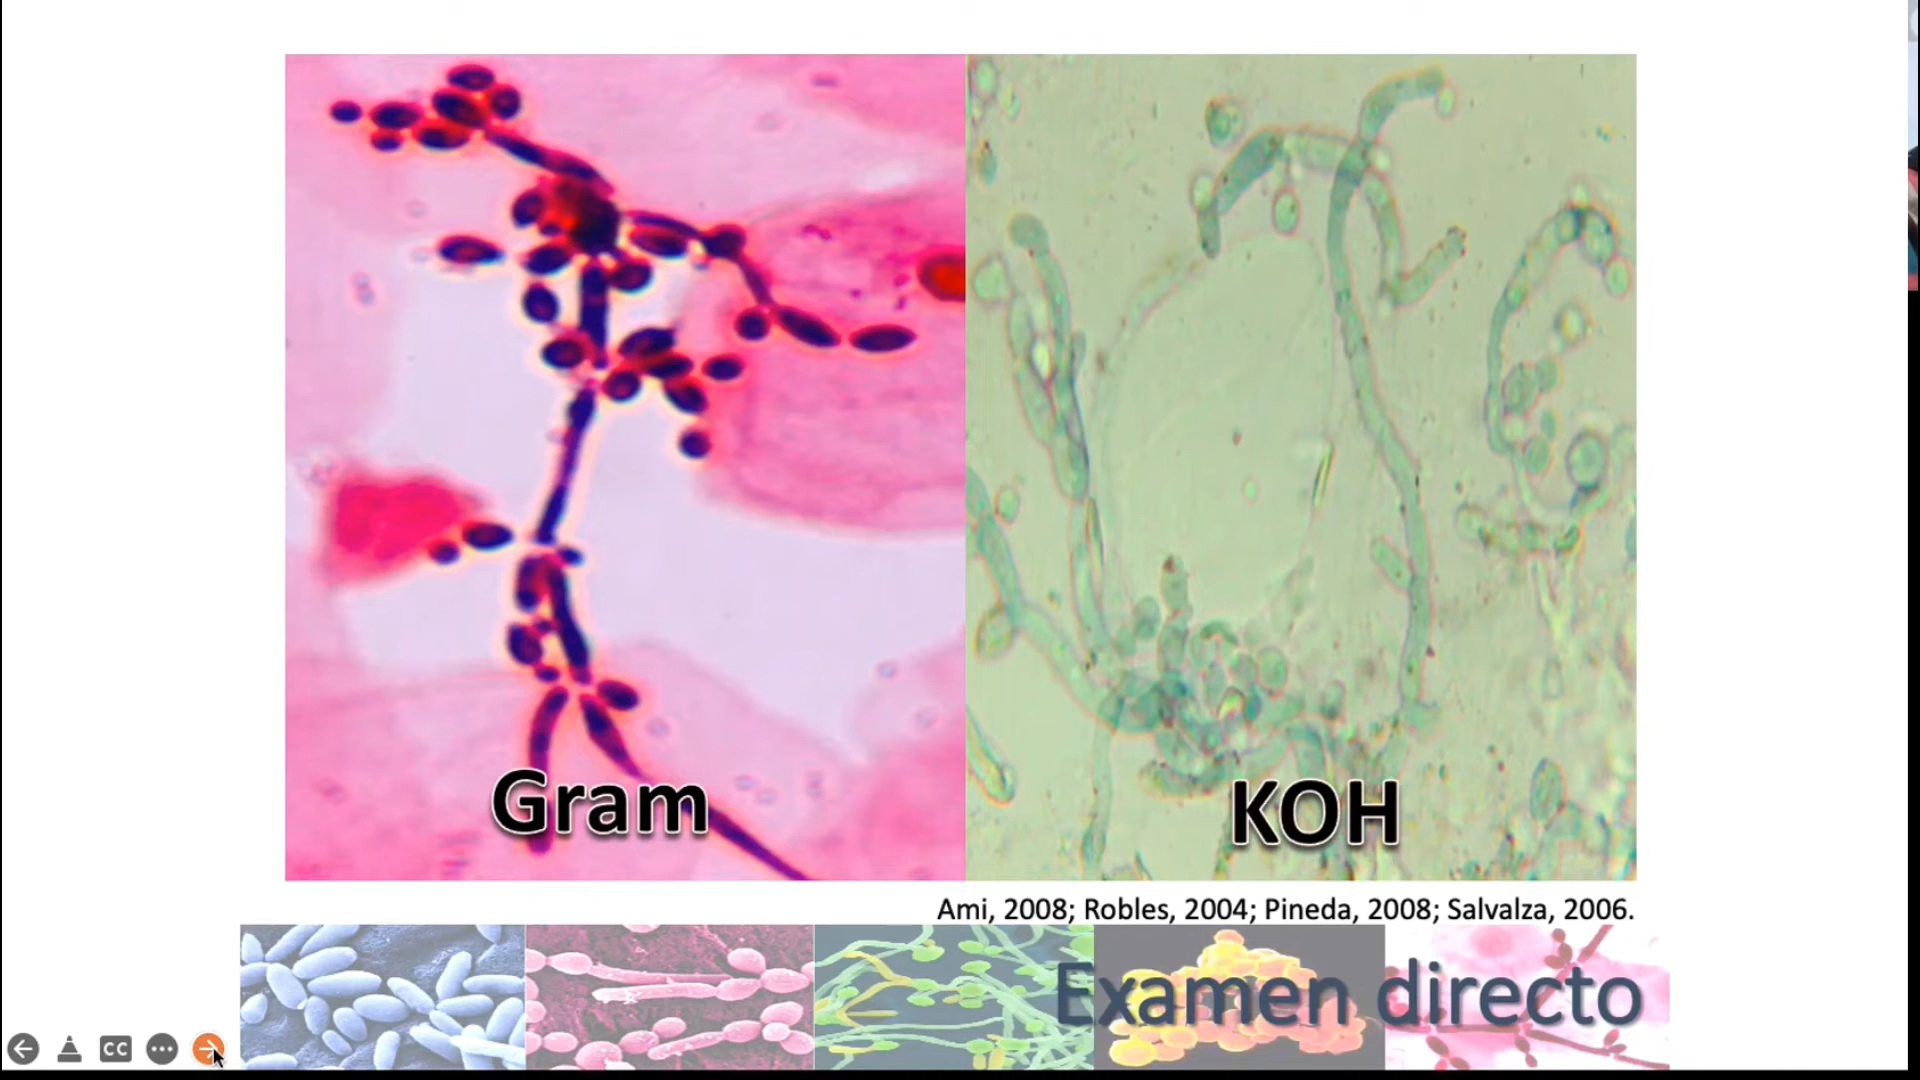 Gram
KOH
Ami, 2008; Robles, 2004; Pineda, 2008; Salvalza, 2006.
Examen directo
CC